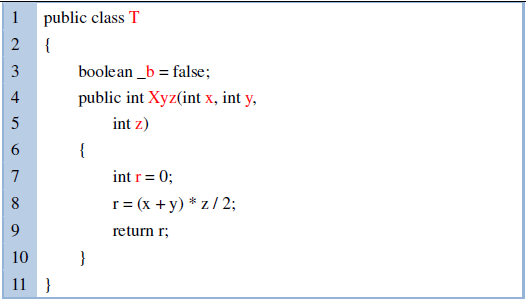 1 public class T
2 {
3 boolean _b = false;
4 public int Xyz(int x, int y,
5 int z)
6 {
7 int r = 0;
8 r = (x + y) * z / 2;
9 return r;
10 }
11 }